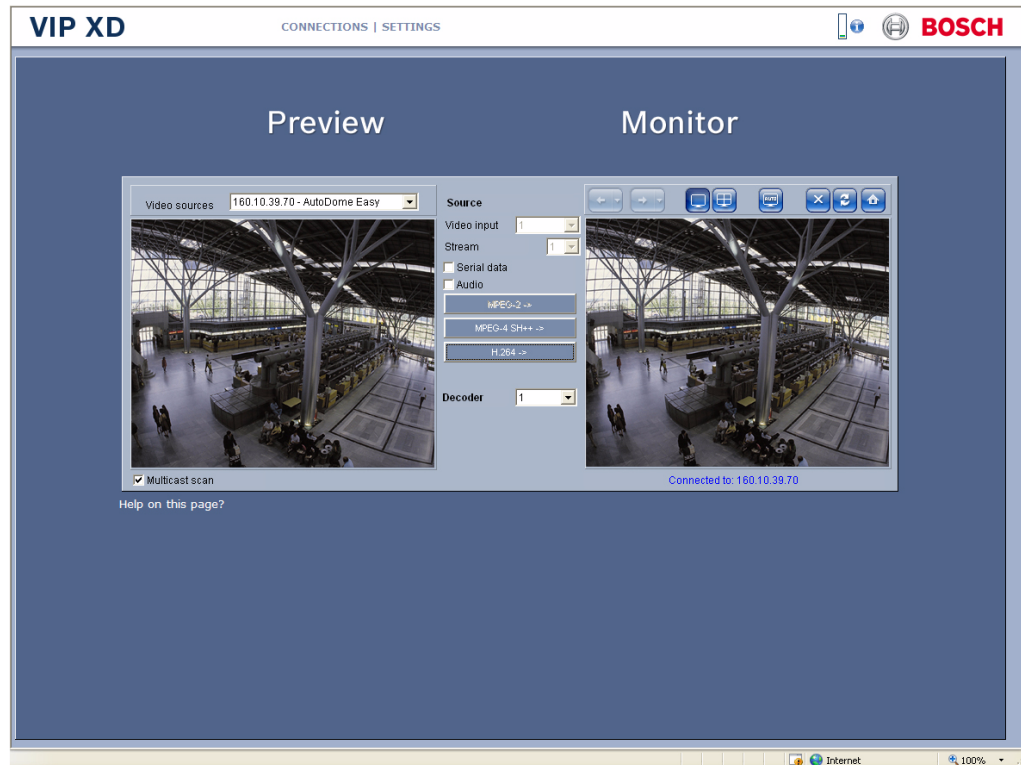 VIP XD
CONNECTIONS | SETTINGS
BOSCH
Preview
Monitor
Video sources
160.10.39.70 - AutoDome Easy
Source
Video input 1
Stream 1
Serial data
Audio
MPEG-2 ->
MPEG-4 SH++ ->
H.264 ->
Decoder 1
AUTO
Multicast scan
Connected to: 160.10.39.70
Help on this page?
Internet
100%